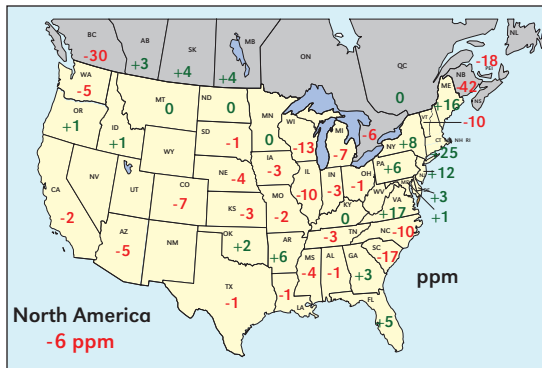 NL
BC
-30
AB
+3
SK
+4
MB
+4
ON
-6
QC
0
-18
NB
-42
NS
WA
-5
MT
0
ND
0
MN
0
WI
-13
MI
-7
ME
+16
VT
-10
OR
+1
ID
+1
SD
-1
NY
+8
CT
NH RI
+25
WY
IA
-3
NE
-4
IL
-10
IN
-3
OH
-1
PA
+6
NJ
+12
NV
UT
CO
-7
KS
-3
MO
-2
KY
0
WV
VA
+17
+3
+1
CA
-2
AZ
-5
NM
OK
+2
AR
+6
-3
TN
NC
-10
SC
-17
MS
-4
AL
-1
GA
+3
TX
-1
-1
LA
FL
+5
ppm
North America
-6 ppm